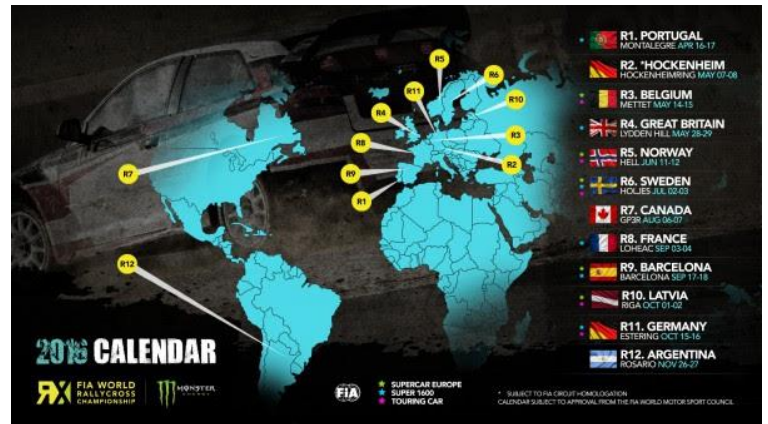 R1. PORTUGAL
MONTALEGRE APR 16-17
R2. *HOCKENHEIM
HOCKENHEIMRING MAY 07-08
R3. BELGIUM
METTET MAY 14-15
R4. GREAT BRITAIN
LYDDEN HILL MAY 28-29
R5. NORWAY
HELL JUN 11-12
R6. SWEDEN
HOLJES JUL 02-03
R7. CANADA
GP3R AUG 06-07
R8. FRANCE
LOHEAC SEP 03-04
R9. BARCELONA
BARCELONA SEP 17-18
R10. LATVIA
RIGA OCT 01-02
R11. GERMANY
ESTERING OCT 15-16
R12. ARGENTINA
ROSARIO NOV 26-27
R5
R6
R11
R10
R4
R3
R8
R2
R7
R9
R1
R12
2016 CALENDAR
RX FIA WORLD
RALLYCROSS
CHAMPIONSHIP
MONSTER
ENERGY
FIA
SUPERCAR EUROPE
SUPER 1600
TOURING CAR
* SUBJECT TO FIA CIRCUIT HOMOLOGATION
CALENDAR SUBJECT TO APPROVAL FROM THE FIA WORLD MOTOR SPORT COUNCIL